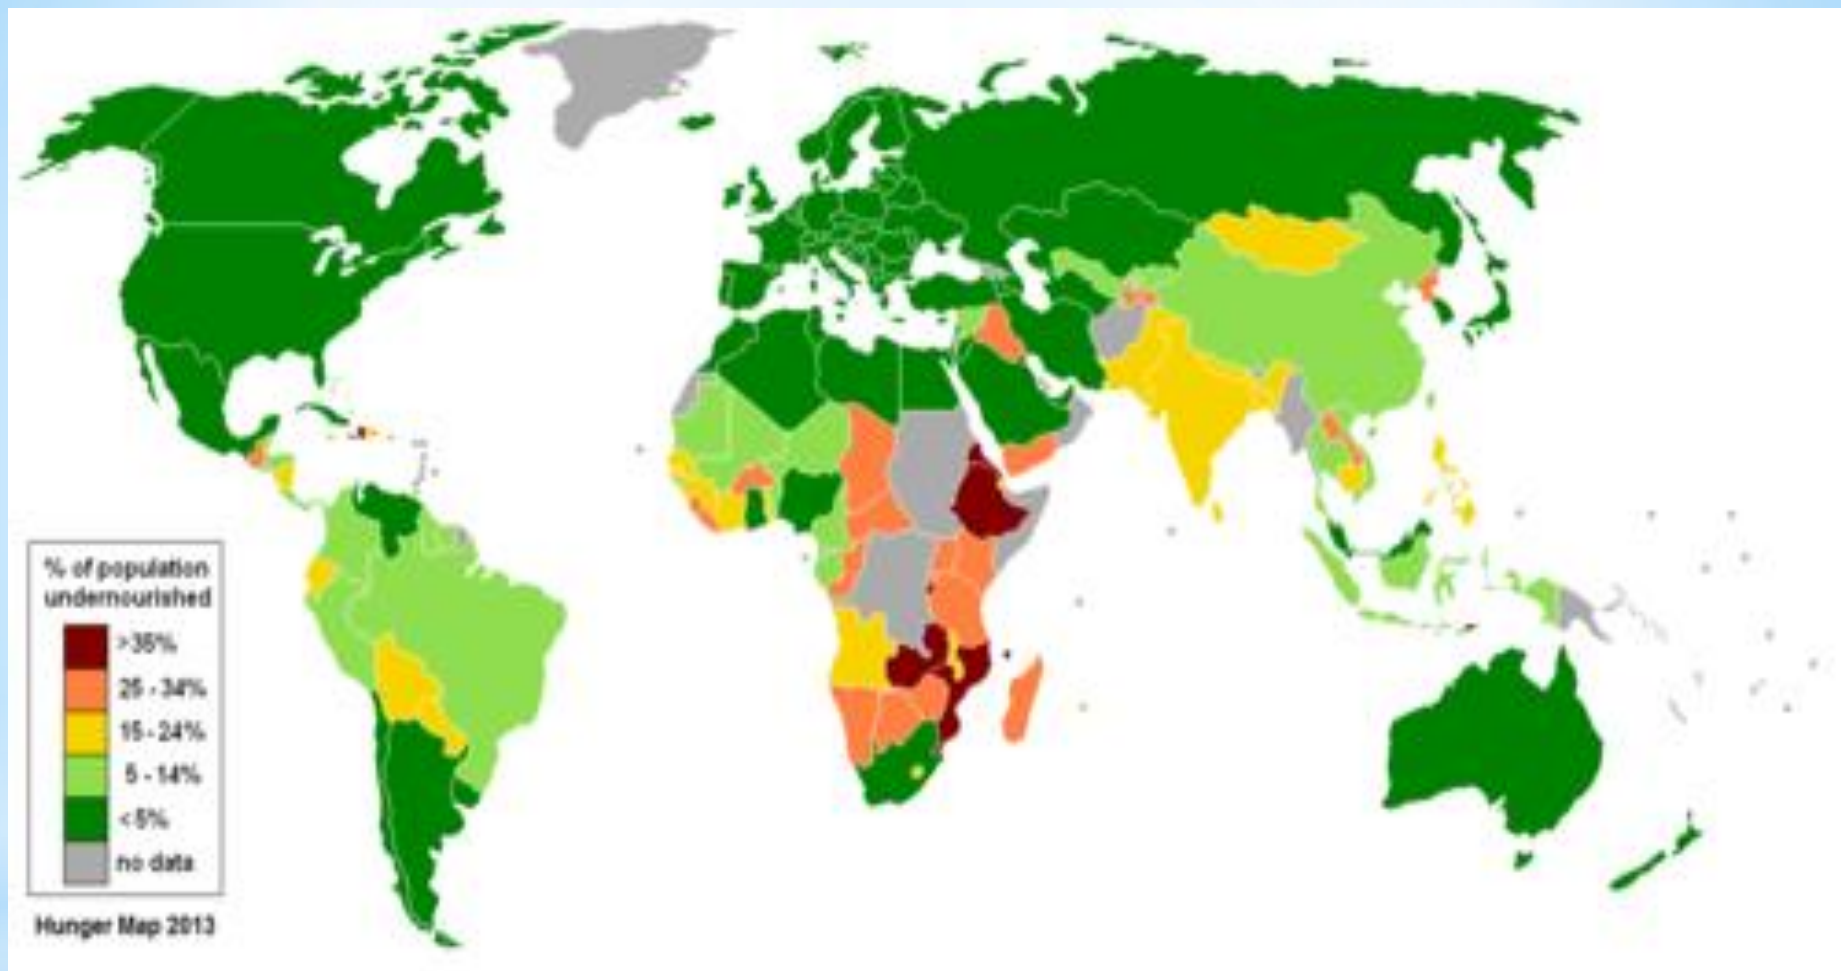 % of population
undernourished
>35%
25 - 34%
15 - 24%
5 - 14%
<5%
no data
Hunger Map 2013